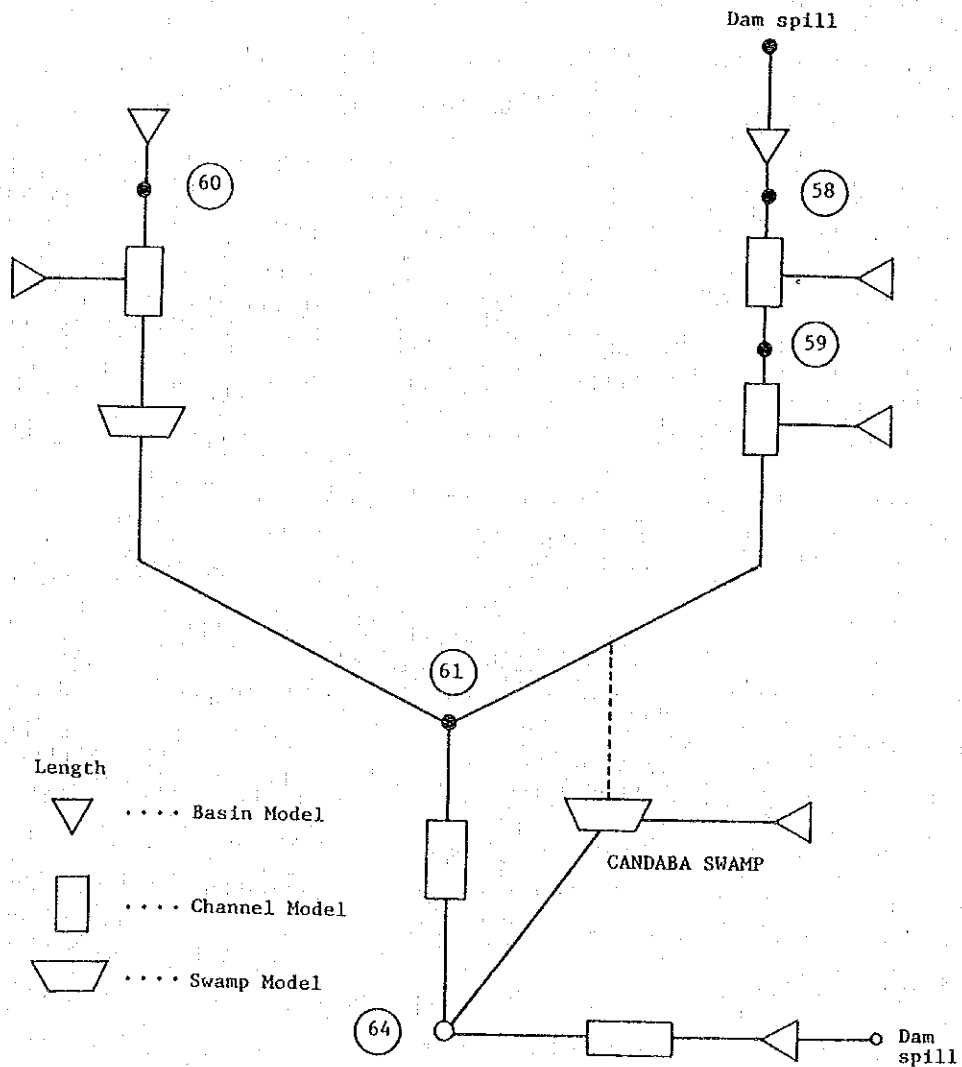 Dam spill
60
58
59
61
Length
.... Basin Model
.... Channel Model
.... Swamp Model
CANDABA SWAMP
64
Dam
spill